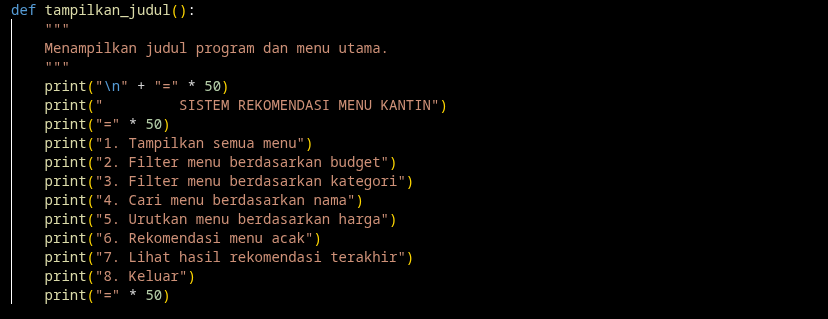 def tampilkan_judul():
    """
    Menampilkan judul program dan menu utama.
    """
    print("\n" + "=" * 50)
    print("         SISTEM REKOMENDASI MENU KANTIN")
    print("=" * 50)
    print("1. Tampilkan semua menu")
    print("2. Filter menu berdasarkan budget")
    print("3. Filter menu berdasarkan kategori")
    print("4. Cari menu berdasarkan nama")
    print("5. Urutkan menu berdasarkan harga")
    print("6. Rekomendasi menu acak")
    print("7. Lihat hasil rekomendasi terakhir")
    print("8. Keluar")
    print("=" * 50)